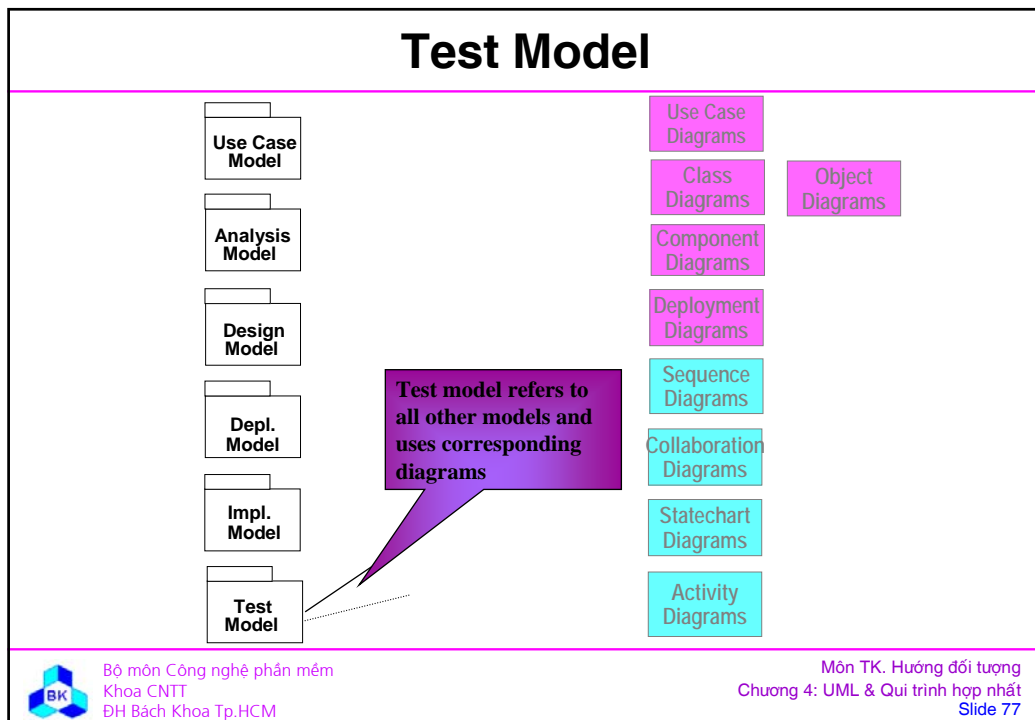 Test Model
Use Case
Model
Analysis
Model
Design
Model
Depl.
Model
Impl.
Model
Test
Model
Test model refers to
all other models and
uses corresponding
diagrams
Use Case
Diagrams
Class
Diagrams
Object
Diagrams
Component
Diagrams
Deployment
Diagrams
Sequence
Diagrams
Collaboration
Diagrams
Statechart
Diagrams
Activity
Diagrams
BK
Bộ môn Công nghệ phần mềm
Khoa CNTT
ĐH Bách Khoa Tp.HCM
Môn TK. Hướng đối tượng
Chương 4: UML & Qui trình hợp nhất
Slide 77